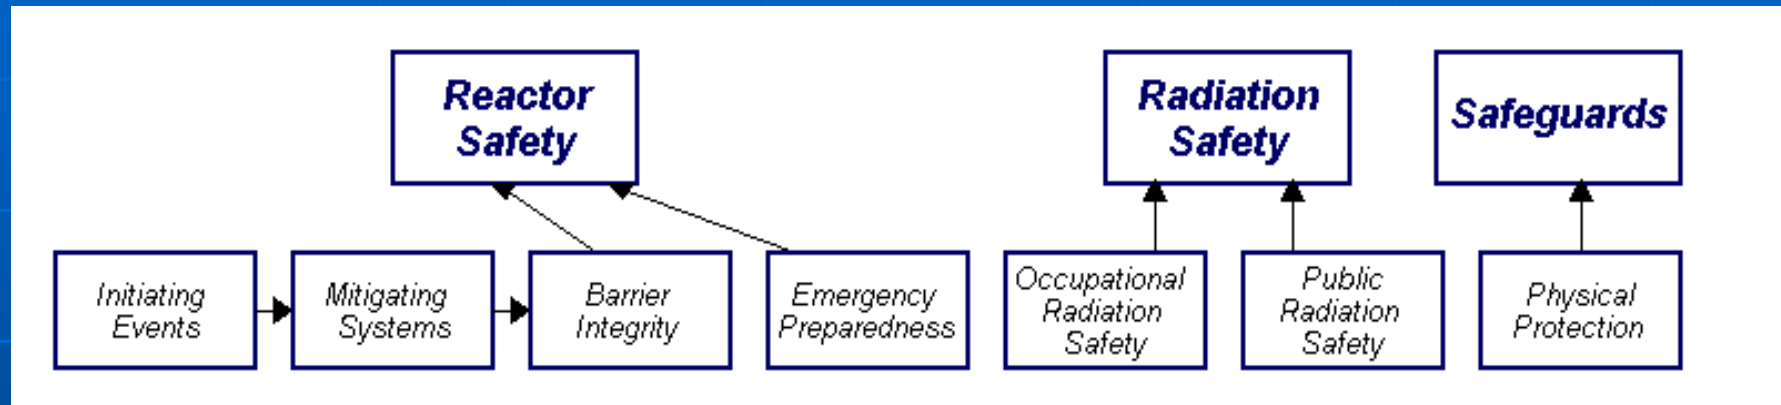 Reactor
Safety
Radiation
Safety
Safeguards
Initiating
Events
Mitigating
Systems
Barrier
Integrity
Emergency
Preparedness
Occupational
Radiation
Safety
Public
Radiation
Safety
Physical
Protection